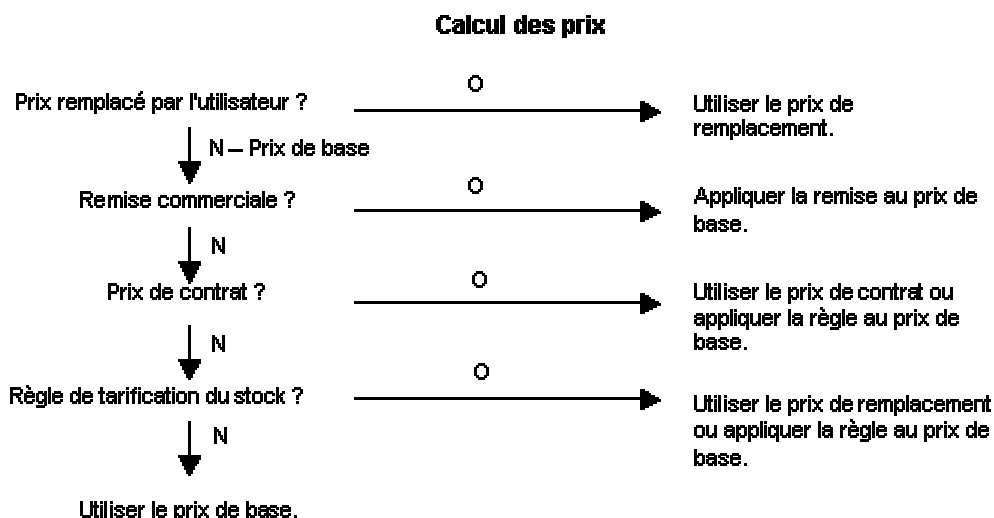 Calcul des prix
Prix remplacé par l'utilisateur ?
O
Utiliser le prix de
remplacement.
N – Prix de base
Remise commerciale ?
O
Appliquer la remise au prix de
base.
N
Prix de contrat ?
O
Utiliser le prix de contrat ou
appliquer la règle au prix de
base.
N
Règle de tarification du stock ?
O
Utiliser le prix de remplacement
ou appliquer la règle au prix de
base.
N
Utiliser le prix de base.